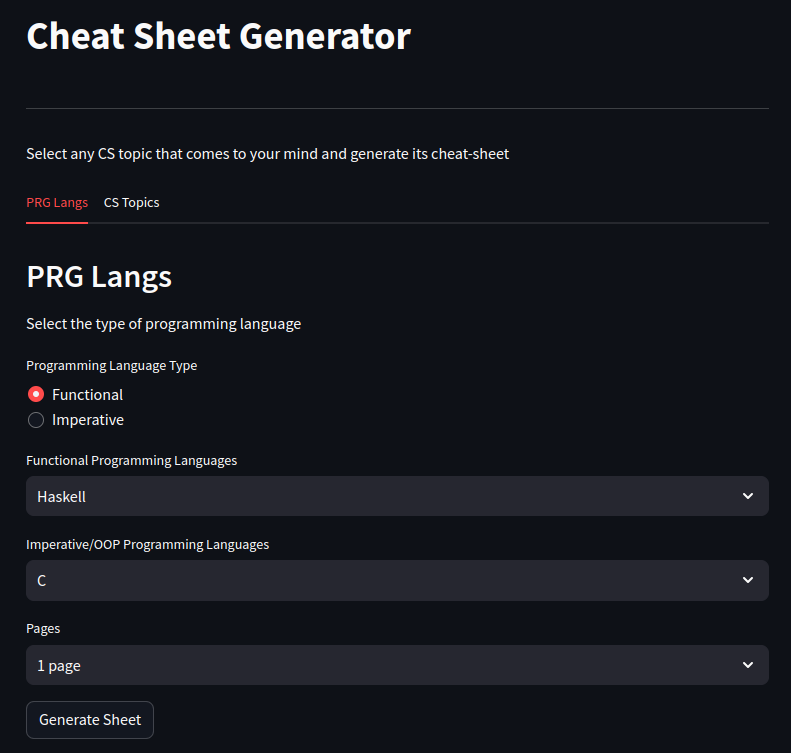 Cheat Sheet Generator
Select any CS topic that comes to your mind and generate its cheat-sheet
PRG Langs CS Topics
PRG Langs
Select the type of programming language
Programming Language Type
Functional
Imperative
Functional Programming Languages
Haskell
Imperative/OOP Programming Languages
C
Pages
1 page
Generate Sheet